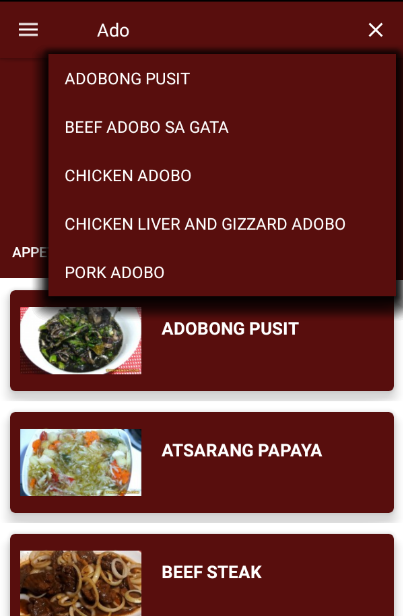 Ado
ADOBONG PUSIT
BEEF ADOBO SA GATA
CHICKEN ADOBO
CHICKEN LIVER AND GIZZARD ADOBO
APPE
PORK ADOBO
ADOBONG PUSIT
ATSARANG PAPAYA
BEEF STEAK